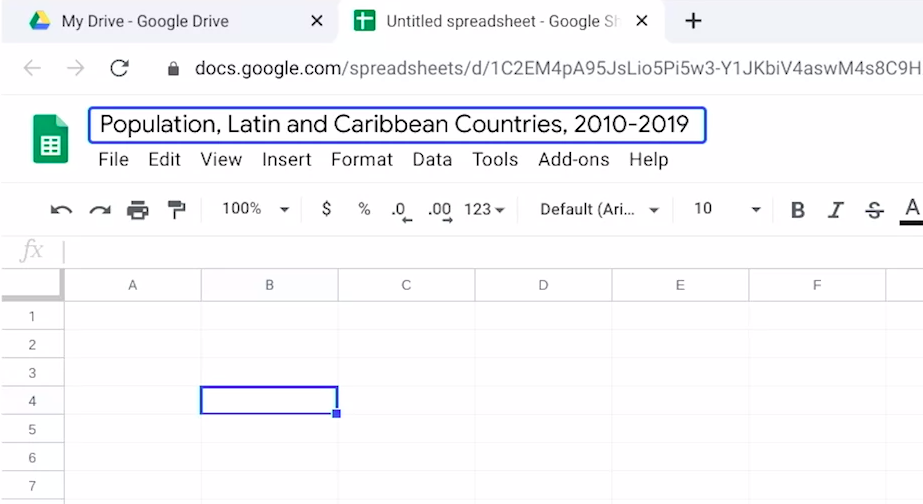 My Drive - Google Drive
Untitled spreadsheet - Google Sh
docs.google.com/spreadsheets/d/1C2EM4pA95JsLio5Pi5w3-Y1JKbiV4aswM4s8C9H
Population, Latin and Caribbean Countries, 2010-2019
File Edit View Insert Format Data Tools Add-ons Help
100% $ % .0 .00 123 Default (Ari... 10 B I S A
fx
A B C D E F
1
2
3
4
5
6
7